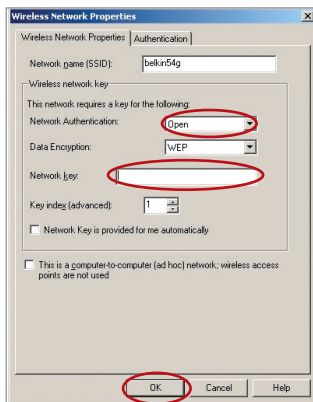 Wireless Network Properties
Wireless Network Properties Authentication
Network name (SSID): belkin54g
Wireless network key
This network requires a key for the following:
Network Authentication: Open
Data Encryption: WEP
Network key:
Key index (advanced): 1
Network Key is provided for me automatically
This is a computer-to-computer (ad hoc) network; wireless access
points are not used
OK Cancel Help